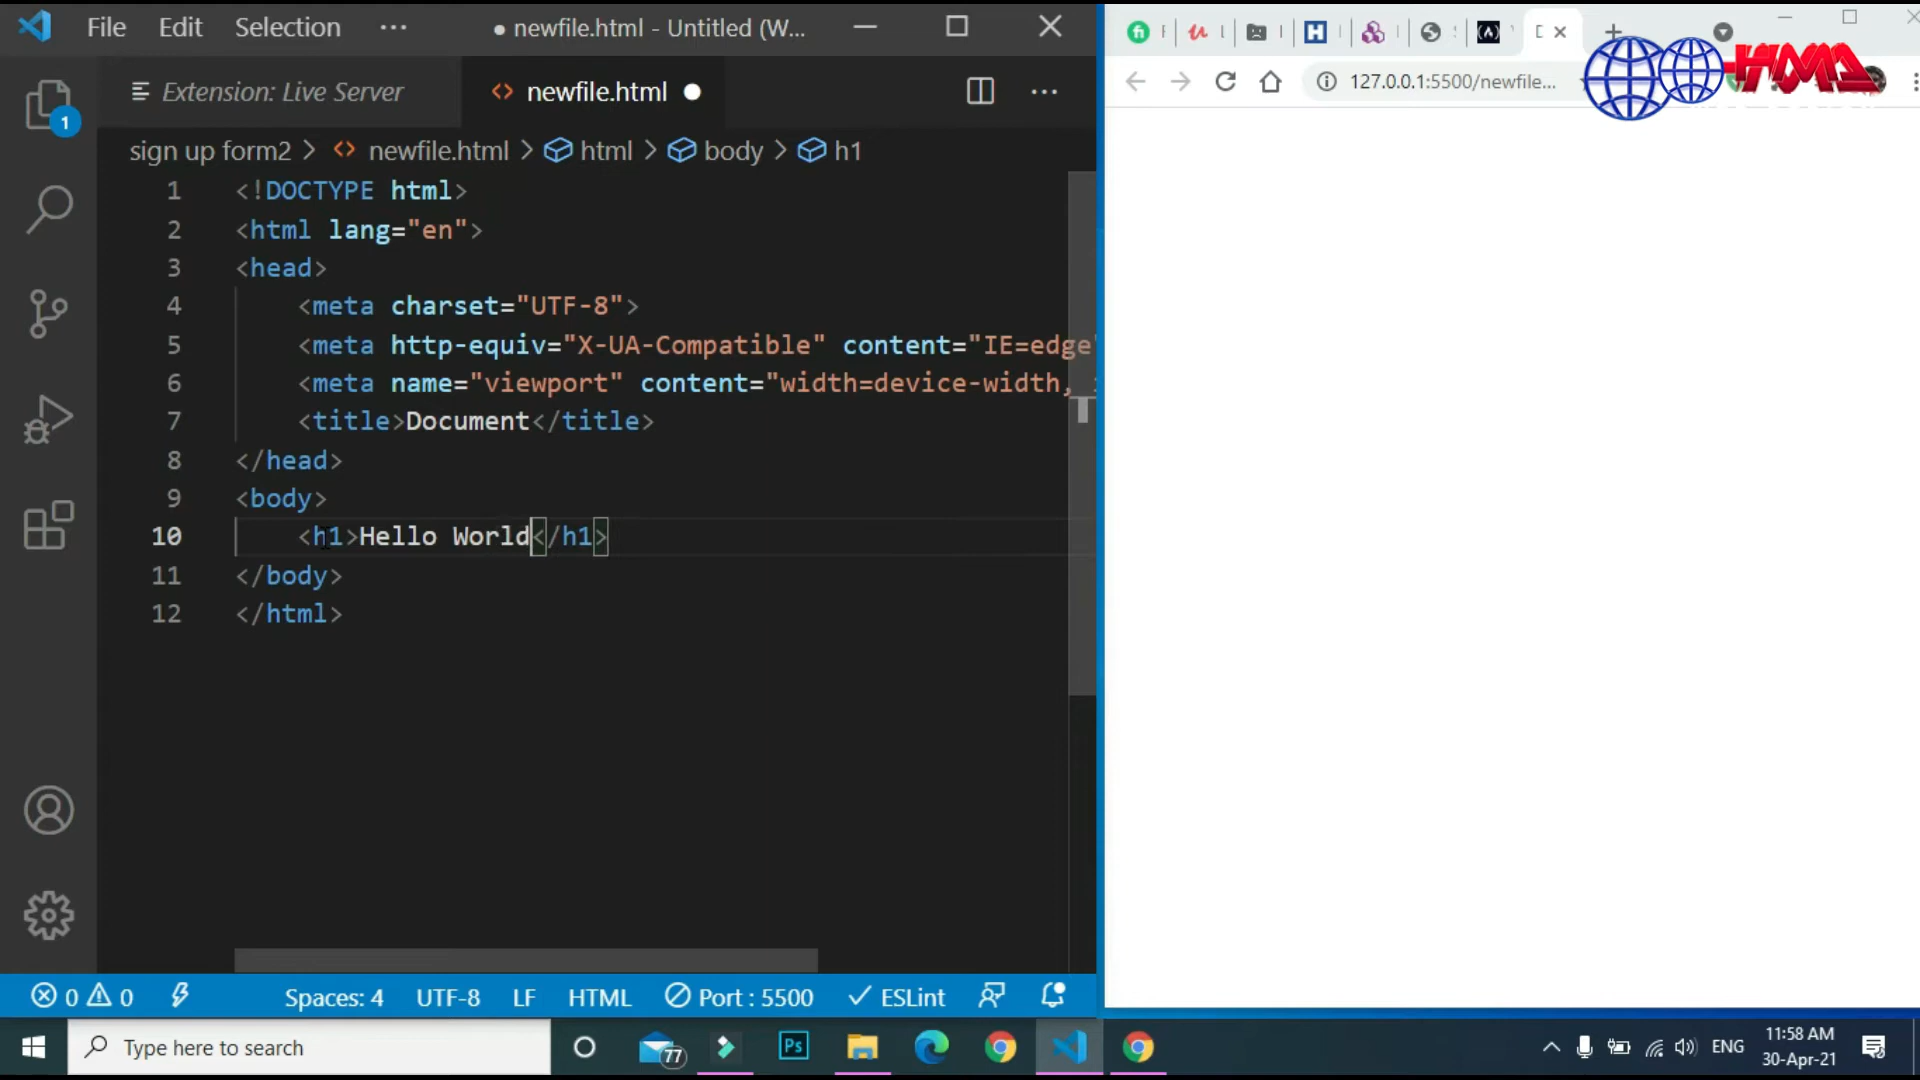 File Edit Selection ··· ● newfile.html - Untitled (W...
Extension: Live Server newfile.html ●
127.0.0.1:5500/newfile...
HMA
1
sign up form2 > newfile.html > html > body > h1
1 <!DOCTYPE html>
2 <html lang="en">
3 <head>
4 <meta charset="UTF-8">
5 <meta http-equiv="X-UA-Compatible" content="IE=edge"
6 <meta name="viewport" content="width=device-width,
7 <title>Document</title>
8 </head>
9 <body>
10 <h1>Hello World</h1>
11 </body>
12 </html>
0 0 Spaces: 4 UTF-8 LF HTML Port : 5500 ESLint
Type here to search
77
Ps
ENG
11:58 AM
30-Apr-21